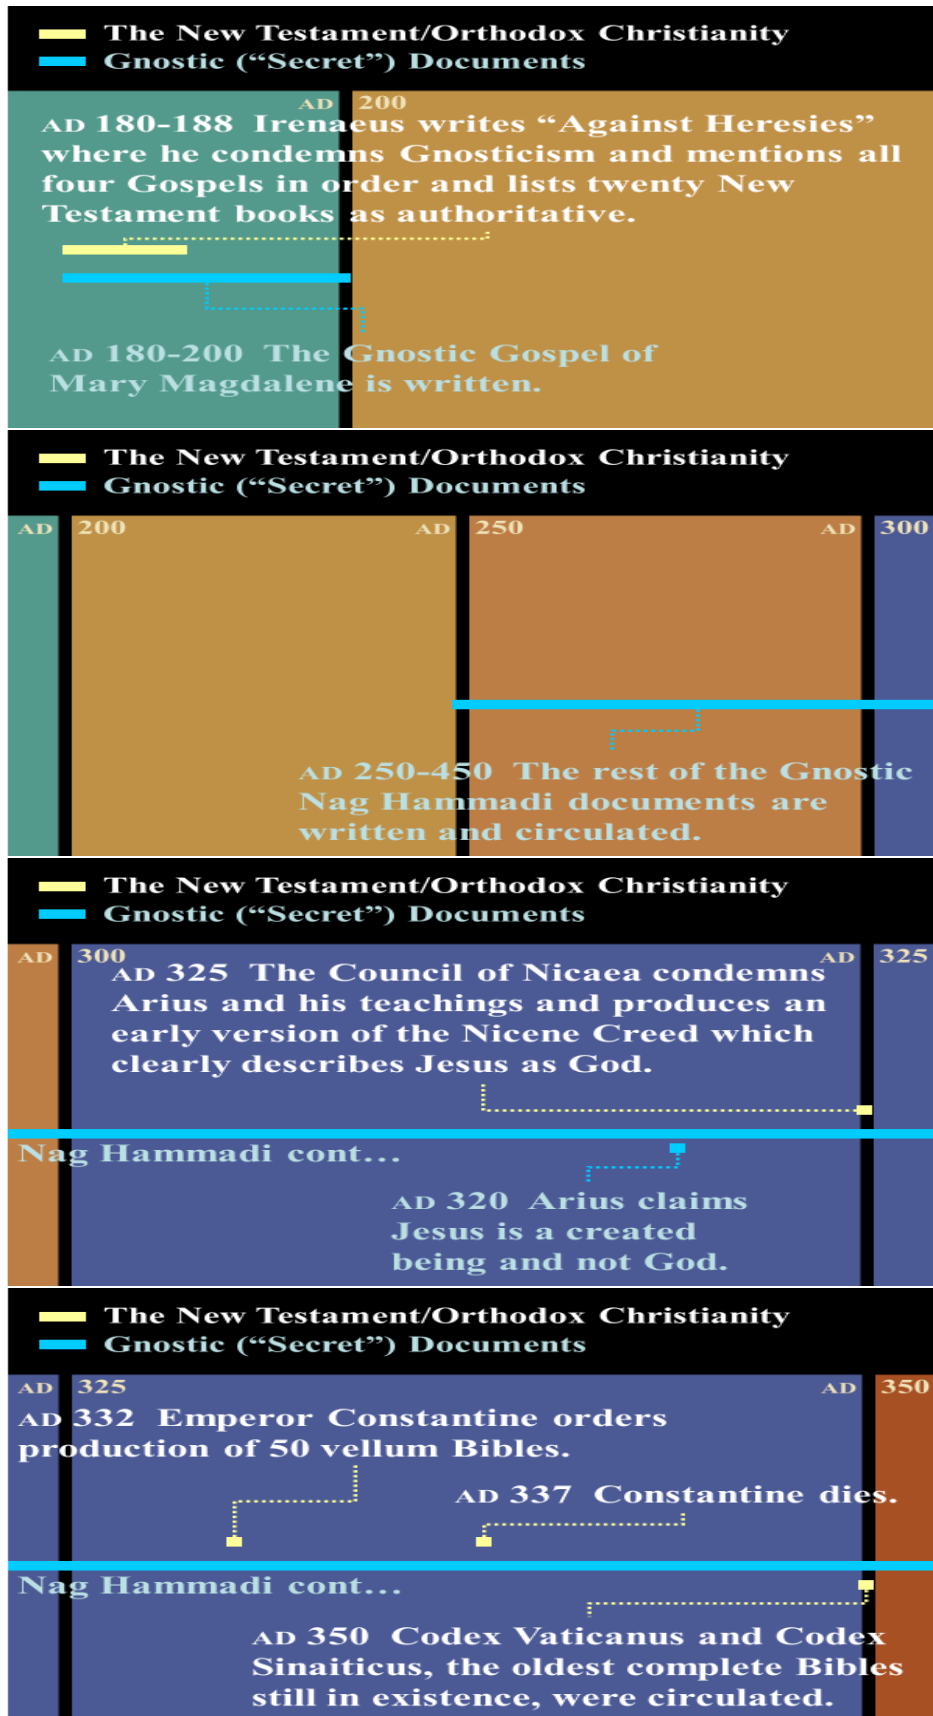 The New Testament/Orthodox Christianity
Gnostic (“Secret”) Documents
AD 200
AD 180-188 Irenaeus writes “Against Heresies”
where he condemns Gnosticism and mentions all
four Gospels in order and lists twenty New
Testament books as authoritative.
AD 180-200 The Gnostic Gospel of
Mary Magdalene is written.
The New Testament/Orthodox Christianity
Gnostic (“Secret”) Documents
AD 200 AD 250 AD 300
AD 250-450 The rest of the Gnostic
Nag Hammadi documents are
written and circulated.
The New Testament/Orthodox Christianity
Gnostic (“Secret”) Documents
AD 300 AD 325
AD 325 The Council of Nicaea condemns
Arius and his teachings and produces an
early version of the Nicene Creed which
clearly describes Jesus as God.
Nag Hammadi cont...
AD 320 Arius claims
Jesus is a created
being and not God.
The New Testament/Orthodox Christianity
Gnostic (“Secret”) Documents
AD 325 AD 350
AD 332 Emperor Constantine orders
production of 50 vellum Bibles.
AD 337 Constantine dies.
Nag Hammadi cont...
AD 350 Codex Vaticanus and Codex
Sinaiticus, the oldest complete Bibles
still in existence, were circulated.